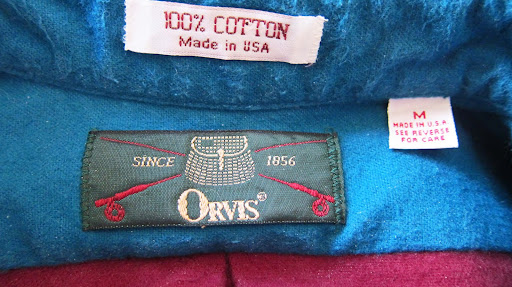 100% COTTON
Made in USA
M
MADE IN U.S.A
SEE REVERSE
FOR CARE
SINCE 1856
ORVIS®